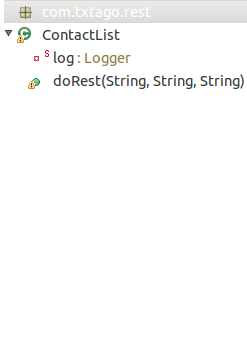 com.txtago.rest
ContactList
S log : Logger
doRest(String, String, String)